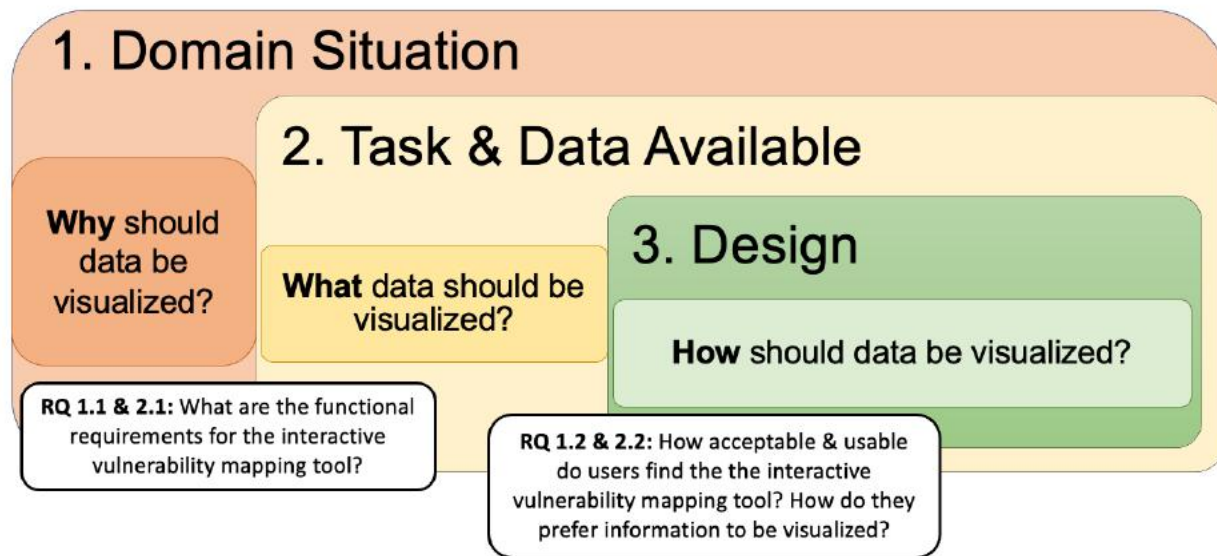 1. Domain Situation
2. Task & Data Available
3. Design
Why should
data be
visualized?
What data should be
visualized?
How should data be visualized?
RQ 1.1 & 2.1: What are the functional
requirements for the interactive
vulnerability mapping tool?
RQ 1.2 & 2.2: How acceptable & usable
do users find the the interactive
vulnerability mapping tool? How do they
prefer information to be visualized?